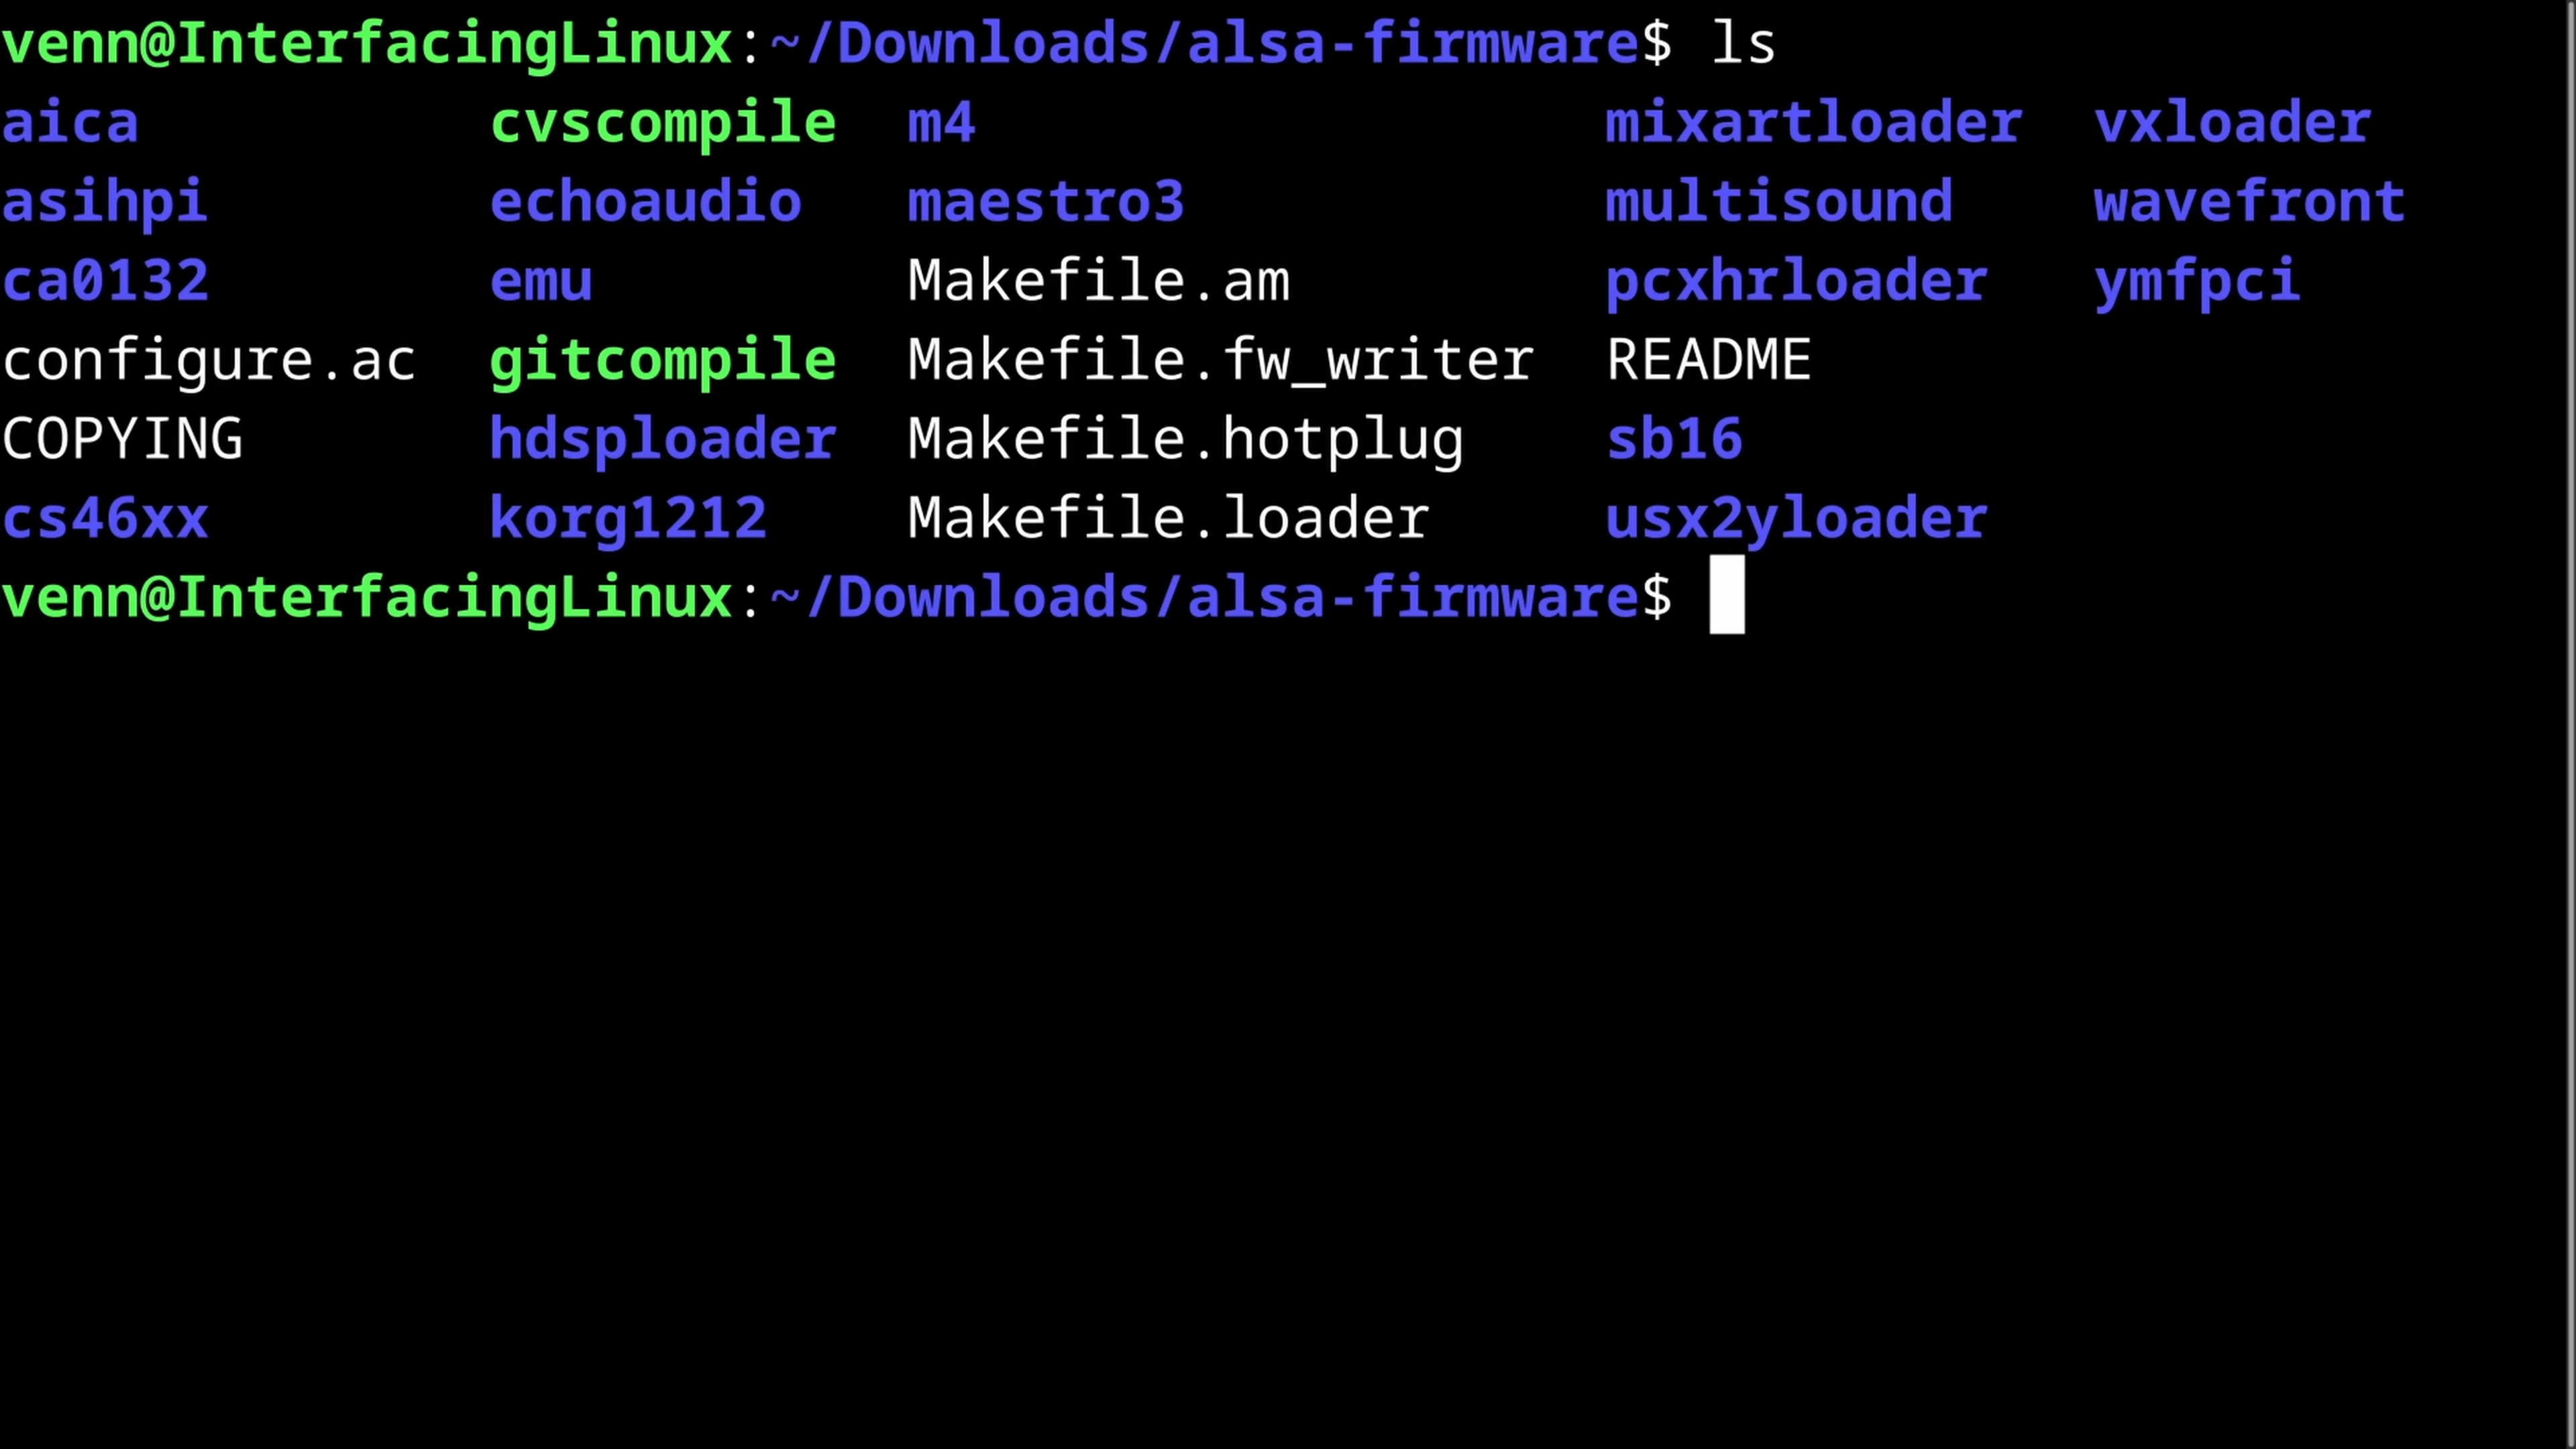 venn@InterfacingLinux:~/Downloads/alsa-firmware$ ls
aica cvscompile m4 mixartloader vxloader
asihpi echoaudio maestro3 multisound wavefront
ca0132 emu Makefile.am pcxhrloader ymfpci
configure.ac gitcompile Makefile.fw_writer README
COPYING hdsploader Makefile.hotplug sb16
cs46xx korg1212 Makefile.loader usx2yloader
venn@InterfacingLinux:~/Downloads/alsa-firmware$